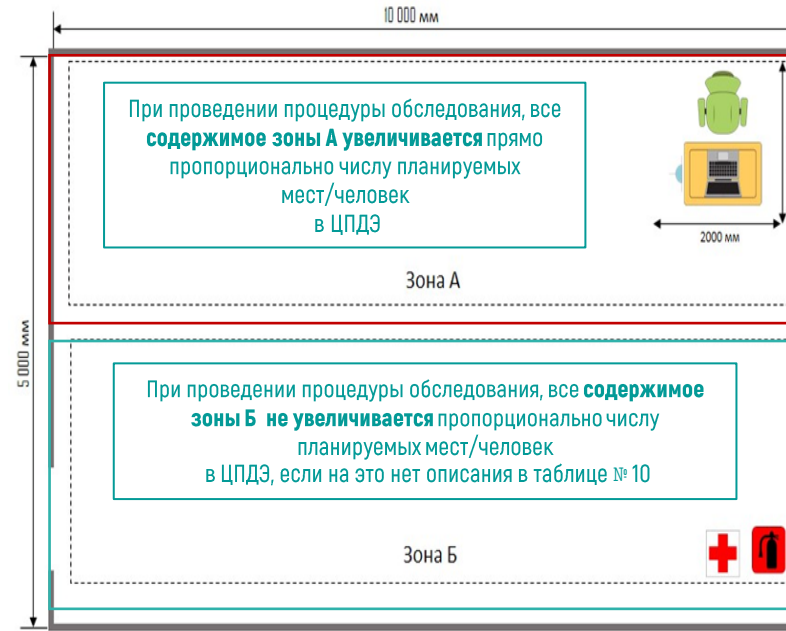 10 000 мм
При проведении процедуры обследования, все
содержимое зоны А увеличивается прямо
пропорционально числу планируемых
мест/человек
в ЦПДЭ
2000 мм
Зона А
5 000 мм
При проведении процедуры обследования, все содержимое
зоны Б не увеличивается пропорционально числу
планируемых мест/человек
в ЦПДЭ, если на это нет описания в таблице № 10
Зона Б